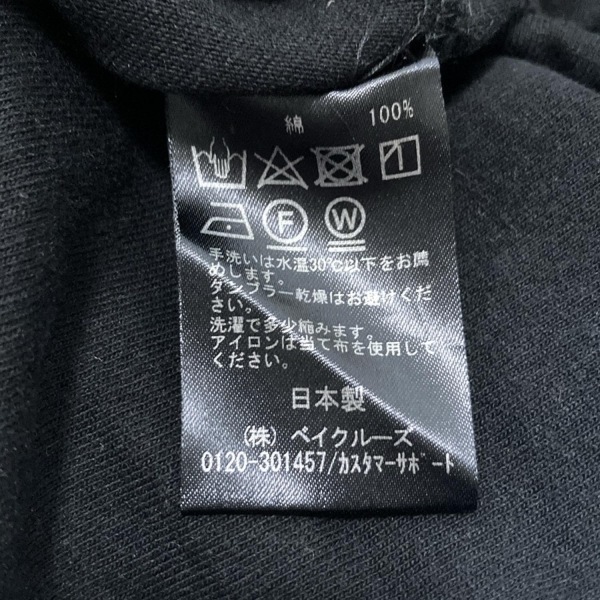 綿 100%
F W
手洗いは水温30℃以下をお薦
めします。
タンブラー乾燥はお避けくだ
さい。
洗濯で多少縮みます。
アイロンは当て布を使用して
ください。
日本製
(株) ベイクルーズ
0120-301457/ｶｽﾀﾏｰｻﾎﾟｰﾄ